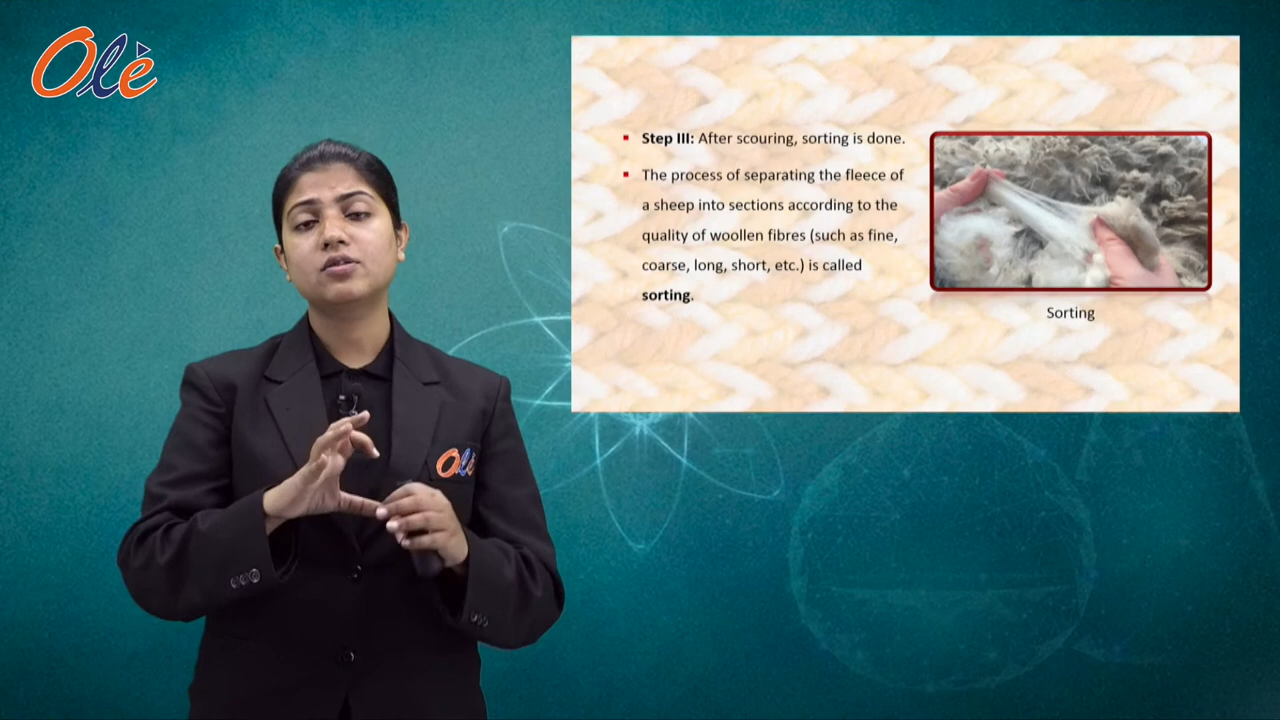 Olè
Step III: After scouring, sorting is done.
The process of separating the fleece of
a sheep into sections according to the
quality of woollen fibres (such as fine,
coarse, long, short, etc.) is called
sorting.
Sorting
Olè